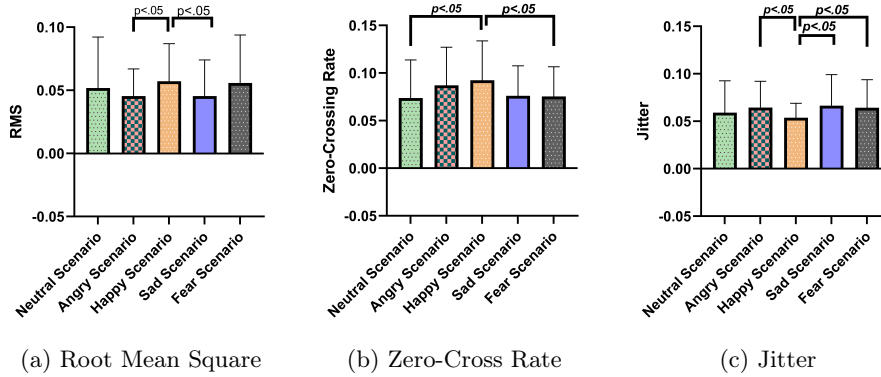 p<.05
p<.05
0.10
0.05
0.00
-0.05
RMS
Neutral Scenario
Angry Scenario
Happy Scenario
Sad Scenario
Fear Scenario
(a) Root Mean Square
p<.05
p<.05
0.15
0.10
0.05
0.00
-0.05
Zero-Crossing Rate
Neutral Scenario
Angry Scenario
Happy Scenario
Sad Scenario
Fear Scenario
(b) Zero-Cross Rate
p<.05
p<.05
p<.05
0.15
0.10
0.05
0.00
-0.05
Jitter
Neutral Scenario
Angry Scenario
Happy Scenario
Sad Scenario
Fear Scenario
(c) Jitter